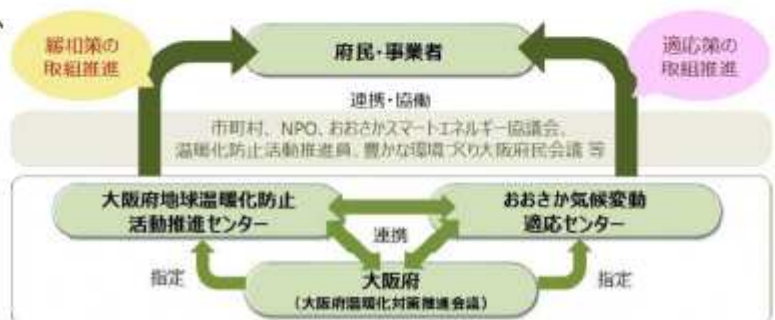 緩和策の
取組推進
府民・事業者
適応策の
取組推進
連携・協働
市町村、NPO、おおさかスマートエネルギー協議会、
温暖化防止活動推進員、豊かな環境づくり大阪府民会議 等
大阪府地球温暖化防止
活動推進センター
おおさか気候変動
適応センター
連携
指定
大阪府
(大阪府温暖化対策推進会議)
指定